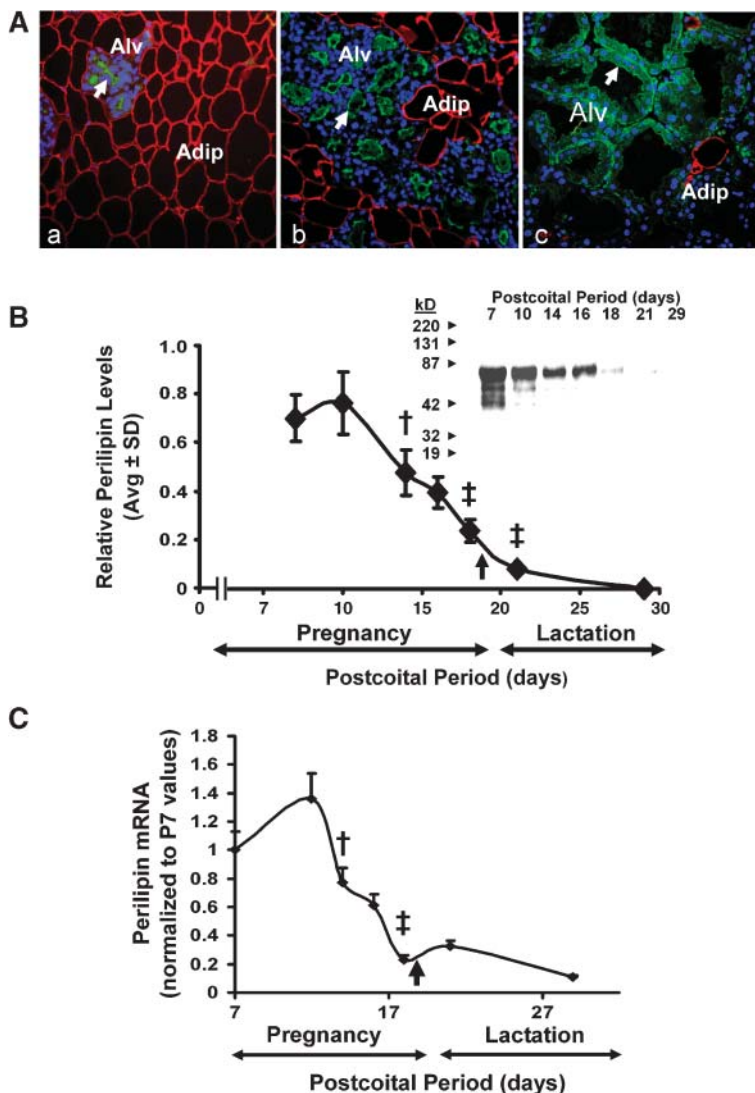 A
Alv
Adip
a
Alv
Adip
b
Alv
Adip
c
B
Relative Perilipin Levels
(Avg ± SD)
1.0
0.8
0.6
0.4
0.2
0
†
‡
‡
0 7 10 15 20 25 30
Pregnancy Lactation
Postcoital Period (days)
Postcoital Period (days)
kD 7 10 14 16 18 21 29
220
131
87
42
32
19
C
Perilipin mRNA
(normalized to P7 values)
1.8
1.6
1.4
1.2
1
0.8
0.6
0.4
0.2
0
†
‡
7 17 27
Pregnancy Lactation
Postcoital Period (days)